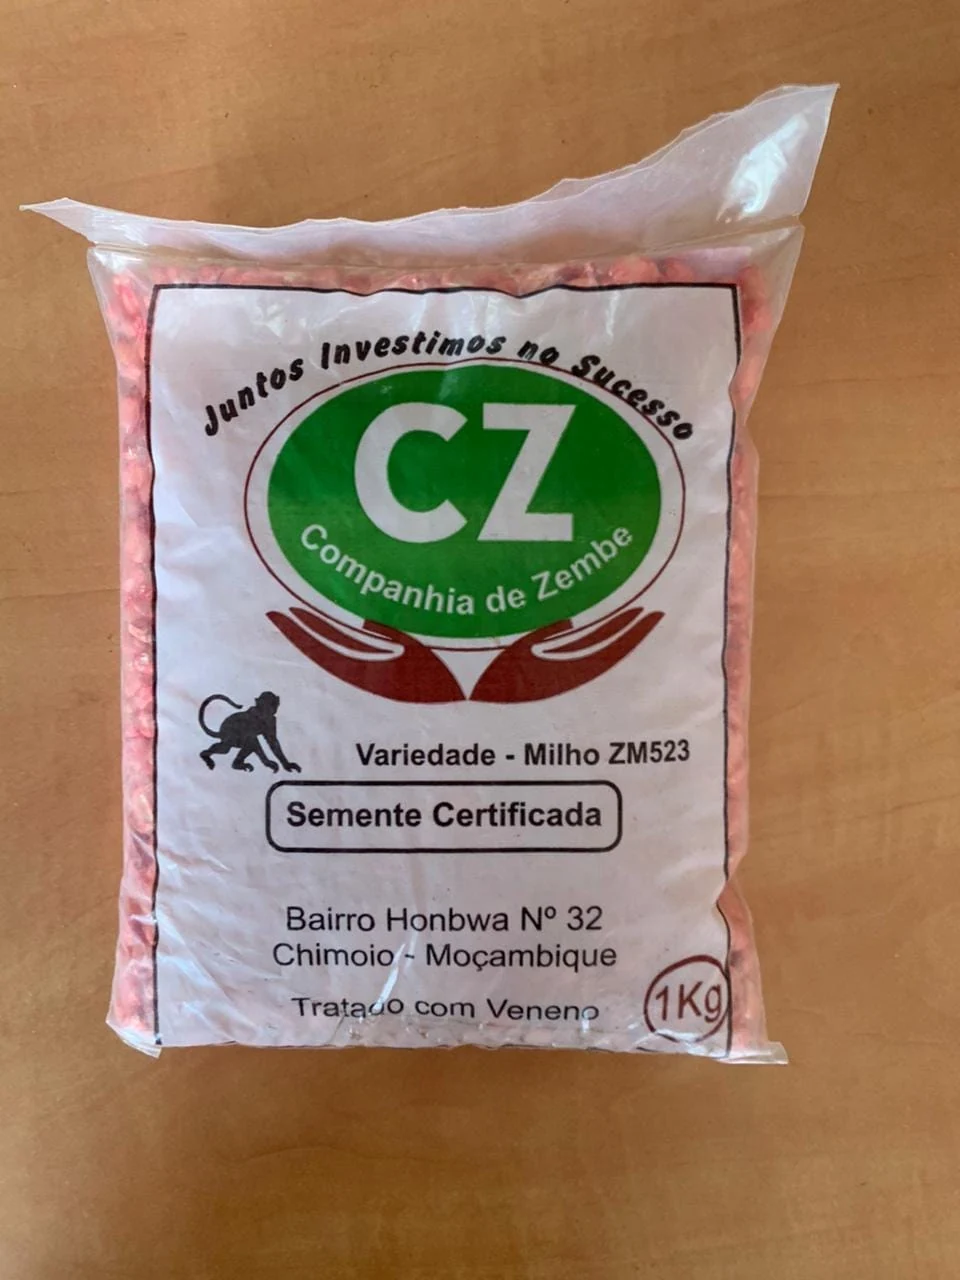 Juntos Investimos no Sucesso
CZ
Companhia de Zembe
Variedade - Milho ZM523
Semente Certificada
Bairro Honbwa Nº 32
Chimoio - Moçambique
Tratado com Veneno
1Kg